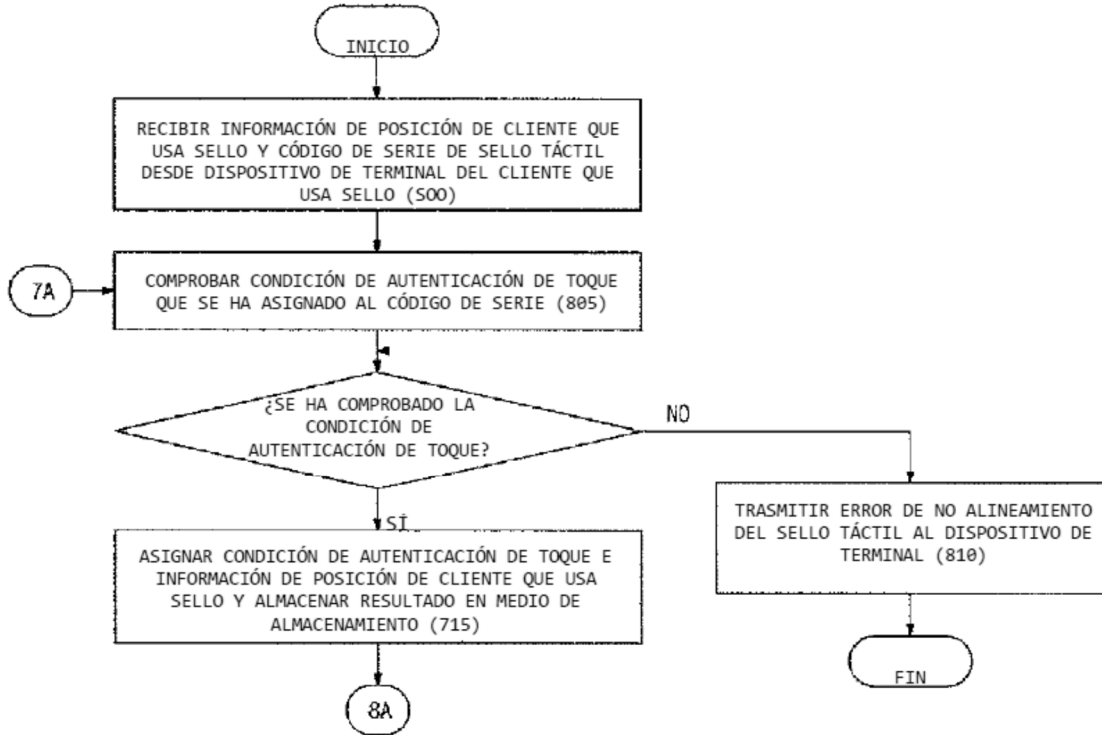 INICIO
RECIBIR INFORMACIÓN DE POSICIÓN DE CLIENTE QUE
USA SELLO Y CÓDIGO DE SERIE DE SELLO TÁCTIL
DESDE DISPOSITIVO DE TERMINAL DEL CLIENTE QUE
USA SELLO (SOO)
7A
COMPROBAR CONDICIÓN DE AUTENTICACIÓN DE TOQUE
QUE SE HA ASIGNADO AL CÓDIGO DE SERIE (805)
¿SE HA COMPROBADO LA
CONDICIÓN DE
AUTENTICACIÓN DE TOQUE?
NO
SÍ
TRASMITIR ERROR DE NO ALINEAMIENTO
DEL SELLO TÁCTIL AL DISPOSITIVO DE
TERMINAL (810)
ASIGNAR CONDICIÓN DE AUTENTICACIÓN DE TOQUE E
INFORMACIÓN DE POSICIÓN DE CLIENTE QUE USA
SELLO Y ALMACENAR RESULTADO EN MEDIO DE
ALMACENAMIENTO (715)
FIN
8A